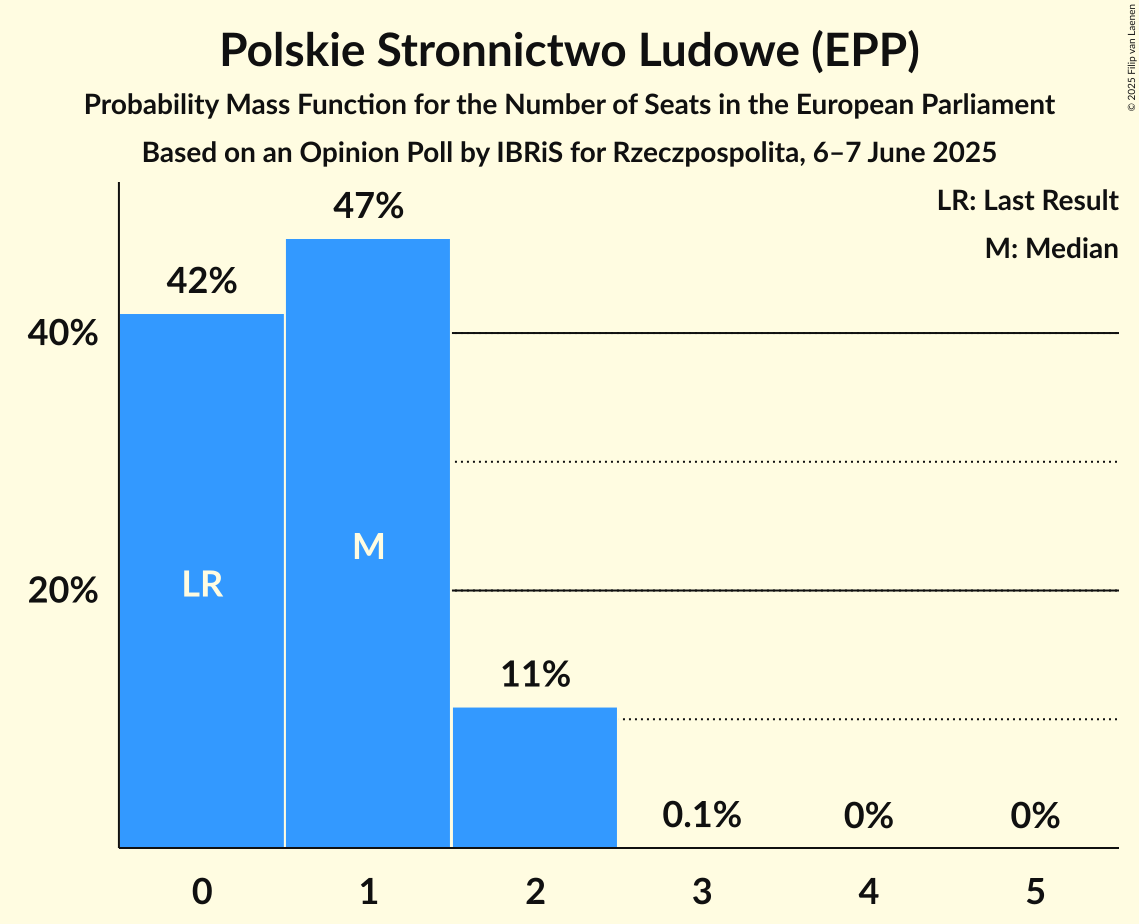 Polskie Stronnictwo Ludowe (EPP)
Probability Mass Function for the Number of Seats in the European Parliament
Based on an Opinion Poll by IBRiS for Rzeczpospolita, 6–7 June 2025
© 2025 Filip van Laenen
LR: Last Result
M: Median
47%
42%
40%
M
LR
20%
11%
0.1%
0%
0%
0
1
2
3
4
5